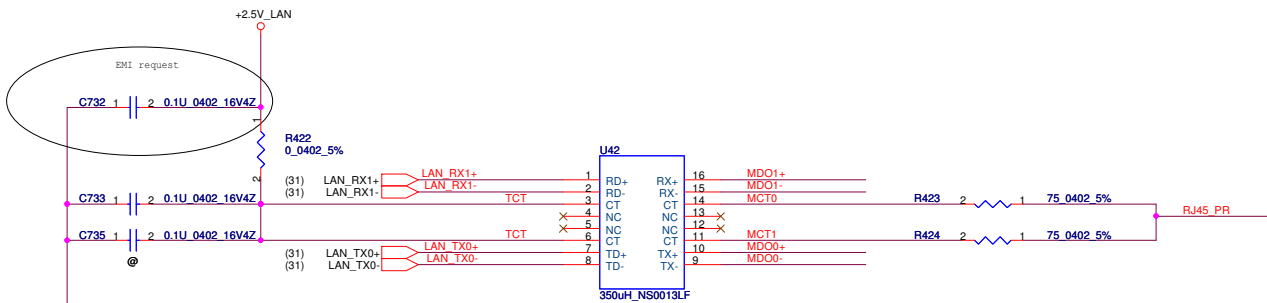 +2.5V_LAN
EMI request
C732 1 2 0.1U_0402_16V4Z
1
R422
0_0402_5%
2
U42
(31) LAN_RX1+ LAN_RX1+ 1 RD+ RX+ 16 MDO1+
(31) LAN_RX1- LAN_RX1- 2 RD- RX- 15 MDO1-
C733 1 2 0.1U_0402_16V4Z TCT 3 CT CT 14 MCT0 R423 2 1 75_0402_5%
4 NC NC 13
RJ45_PR
5 NC NC 12
C735 1 2 0.1U_0402_16V4Z TCT 6 CT CT 11 MCT1 R424 2 1 75_0402_5%
(31) LAN_TX0+ LAN_TX0+ 7 TD+ TX+ 10 MDO0+
@
(31) LAN_TX0- LAN_TX0- 8 TD- TX- 9 MDO0-
350uH_NS0013LF